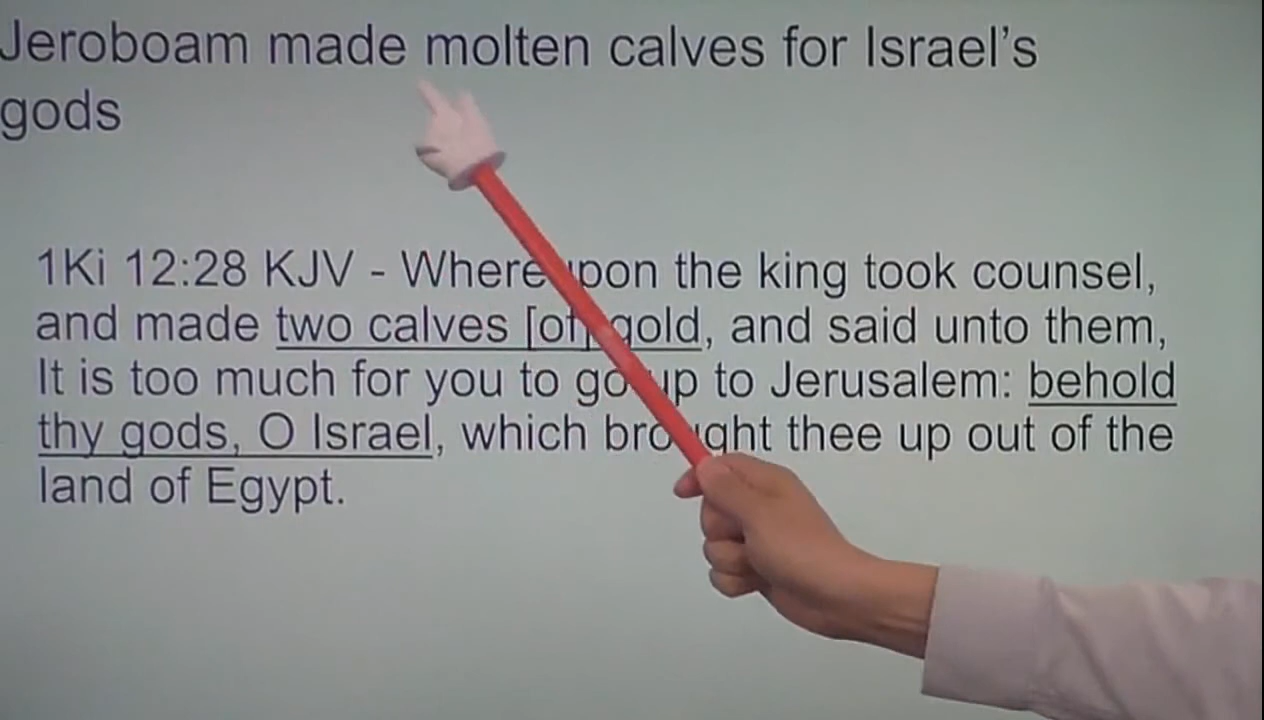 Jeroboam made molten calves for Israel’s
gods
1Ki 12:28 KJV - Whereupon the king took counsel,
and made two calves [of] gold, and said unto them,
It is too much for you to go up to Jerusalem: behold
thy gods, O Israel, which brought thee up out of the
land of Egypt.